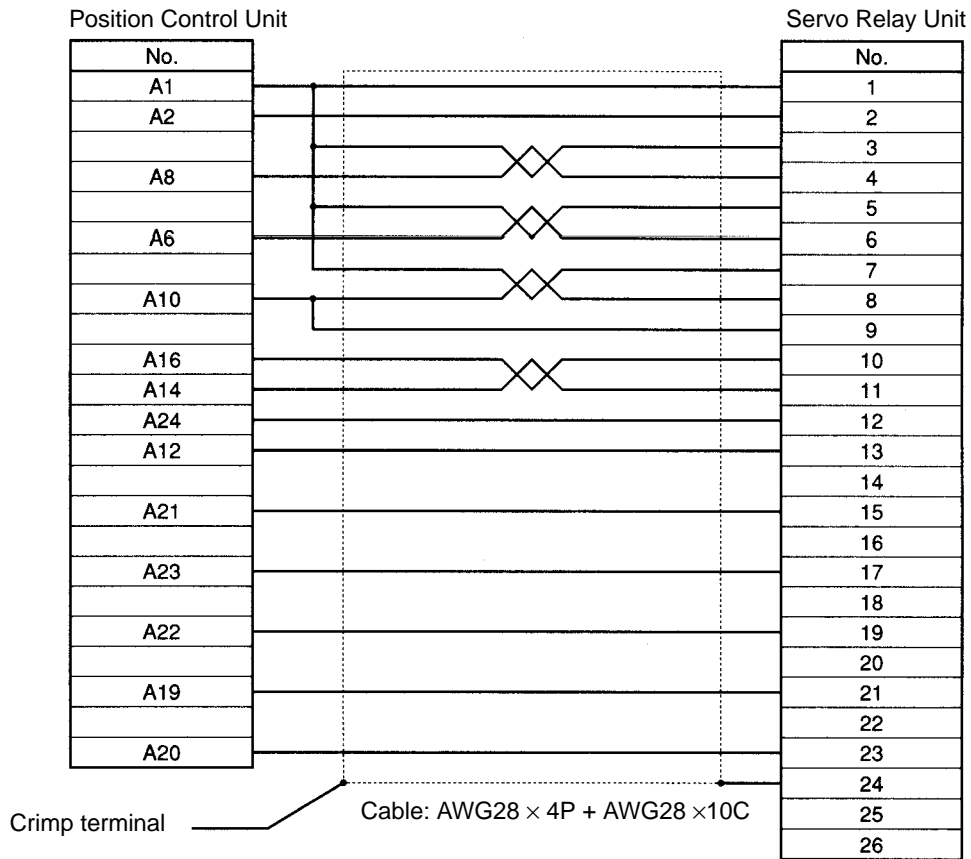 Position Control Unit
Servo Relay Unit
No.
A1
A2
A8
A6
A10
A16
A14
A24
A12
A21
A23
A22
A19
A20
No.
1
2
3
4
5
6
7
8
9
10
11
12
13
14
15
16
17
18
19
20
21
22
23
24
25
26
Crimp terminal
Cable: AWG28 × 4P + AWG28 ×10C